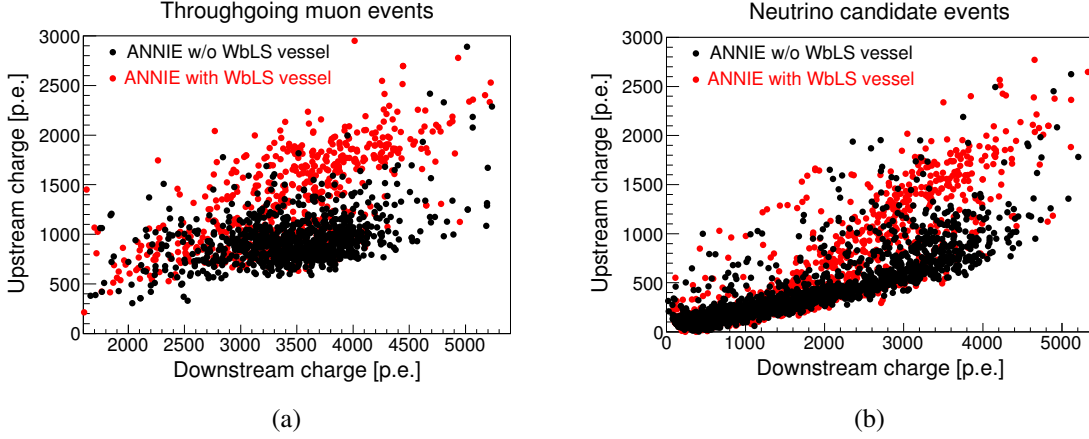 Throughgoing muon events
Upstream charge [p.e.]
3000
2500
2000
1500
1000
500
0
ANNIE w/o WbLS vessel
ANNIE with WbLS vessel
2000 2500 3000 3500 4000 4500 5000
Downstream charge [p.e.]
(a)
Neutrino candidate events
Upstream charge [p.e.]
3000
2500
2000
1500
1000
500
0
ANNIE w/o WbLS vessel
ANNIE with WbLS vessel
0 1000 2000 3000 4000 5000
Downstream charge [p.e.]
(b)